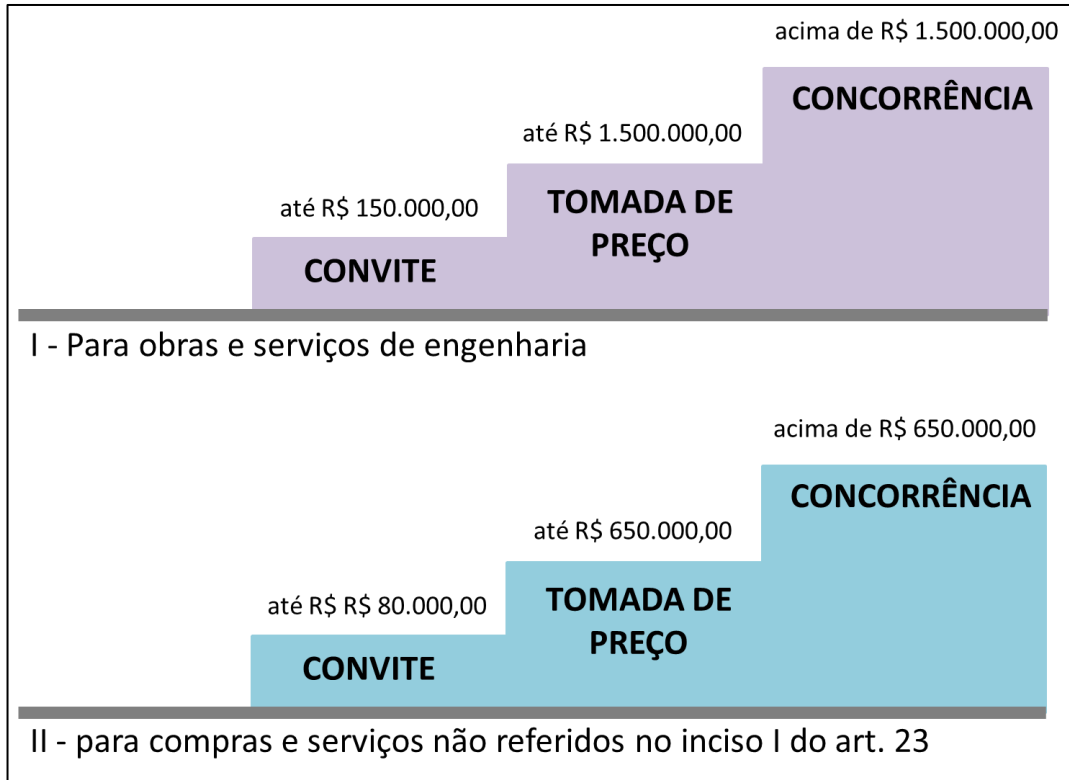 acima de R$ 1.500.000,00
CONCORRÊNCIA
até R$ 1.500.000,00
TOMADA DE
PREÇO
até R$ 150.000,00
CONVITE
I - Para obras e serviços de engenharia
acima de R$ 650.000,00
CONCORRÊNCIA
até R$ 650.000,00
TOMADA DE
PREÇO
até R$ R$ 80.000,00
CONVITE
II - para compras e serviços não referidos no inciso I do art. 23